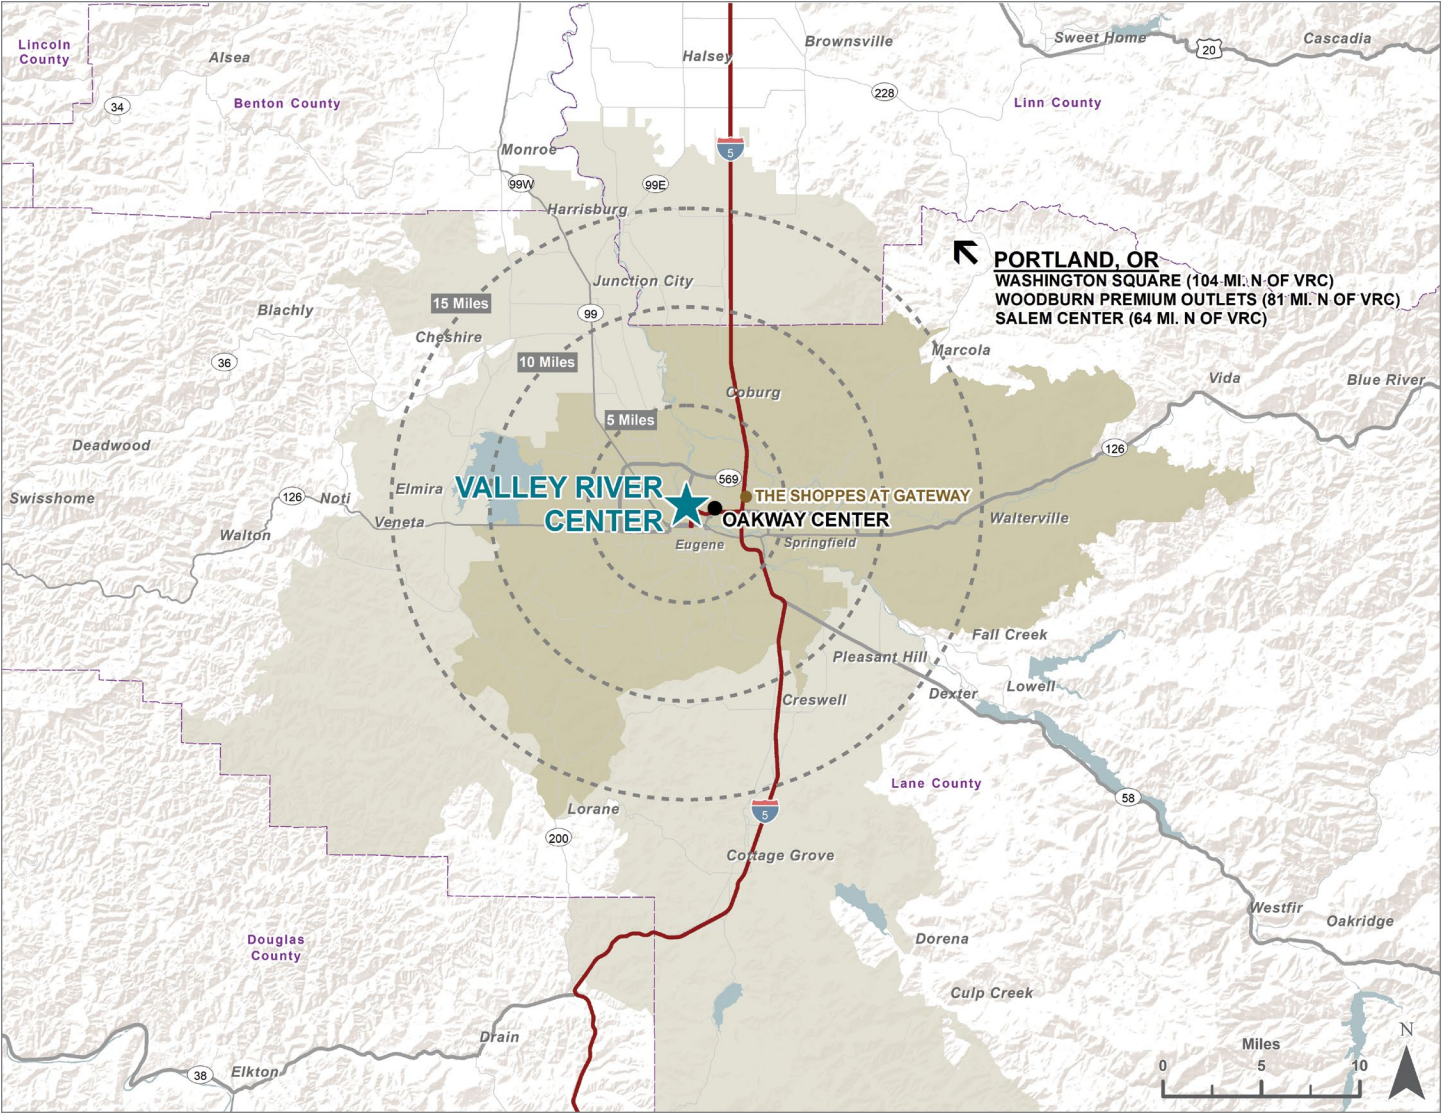 Lincoln
County
Alsea
34
Benton County
Monroe
99W
99E
Harrisburg
Halsey
Brownsville
5
228
Sweet Home
20
Cascadia
Linn County
PORTLAND, OR
WASHINGTON SQUARE (104 MI. N OF VRC)
WOODBURN PREMIUM OUTLETS (81 MI. N OF VRC)
SALEM CENTER (64 MI. N OF VRC)
Junction City
15 Miles
Blachly
99
Cheshire
36
10 Miles
Marcola
Vida
Blue River
Coburg
5 Miles
Deadwood
126
569
VALLEY RIVER
CENTER
THE SHOPPES AT GATEWAY
OAKWAY CENTER
Elmira
Swisshome
126
Noti
Veneta
Walton
Walterville
Eugene
Springfield
Fall Creek
Pleasant Hill
Dexter
Lowell
Creswell
Lane County
58
5
Lorane
200
Cottage Grove
Westfir
Oakridge
Dorena
Douglas
County
Culp Creek
Drain
38
Elkton
Miles
0
5
10
N